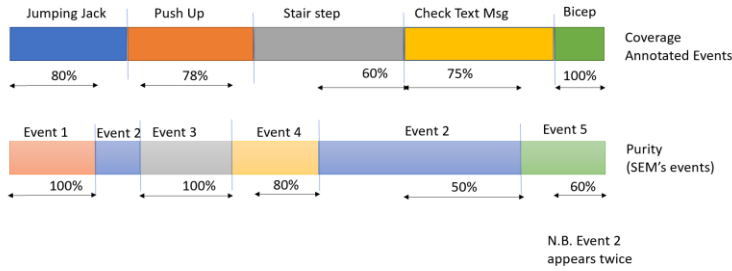 Jumping Jack Push Up Stair step Check Text Msg Bicep
Coverage
Annotated Events
80% 78% 60% 75% 100%
Event 1 Event 2 Event 3 Event 4 Event 2 Event 5
Purity
(SEM's events)
100% 100% 80% 50% 60%
N.B. Event 2
appears twice